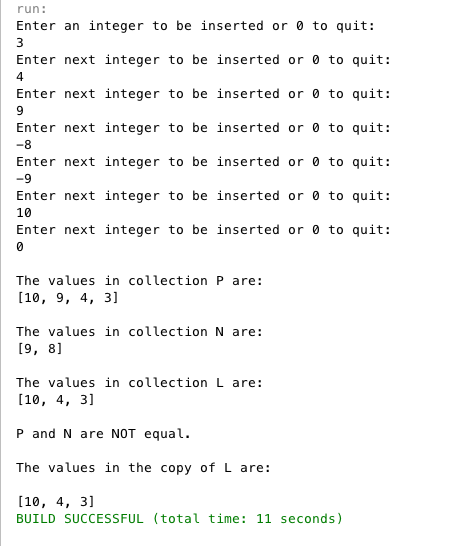 run:
Enter an integer to be inserted or 0 to quit:
3
Enter next integer to be inserted or 0 to quit:
4
Enter next integer to be inserted or 0 to quit:
9
Enter next integer to be inserted or 0 to quit:
-8
Enter next integer to be inserted or 0 to quit:
-9
Enter next integer to be inserted or 0 to quit:
10
Enter next integer to be inserted or 0 to quit:
0
The values in collection P are:
[10, 9, 4, 3]
The values in collection N are:
[9, 8]
The values in collection L are:
[10, 4, 3]
P and N are NOT equal.
The values in the copy of L are:
[10, 4, 3]
BUILD SUCCESSFUL (total time: 11 seconds)